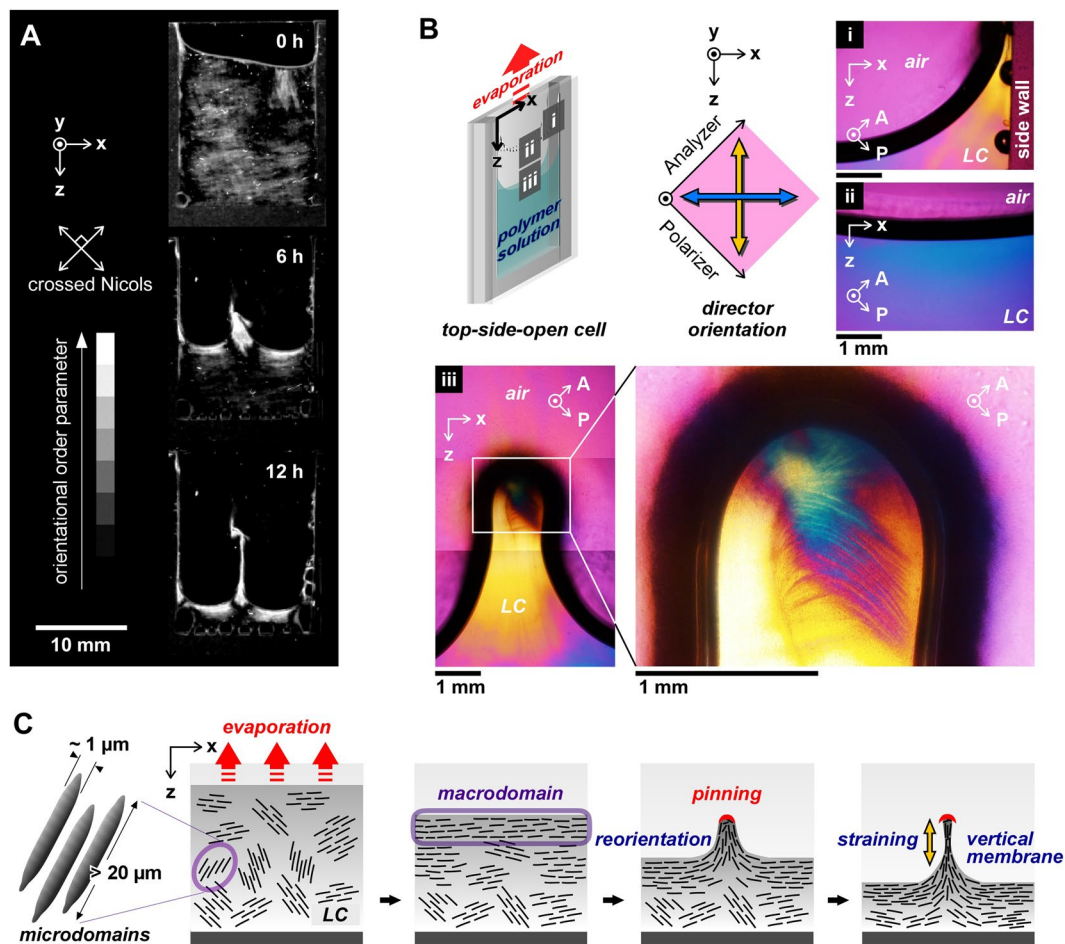 A
0 h
y
x
z
6 h
crossed Nicols
orientational order parameter
12 h
10 mm
B
evaporation
x
z
i
ii
iii
polymer
solution
top-side-open cell
y
x
z
Analyzer
Polarizer
director
orientation
i
x
air
z
A
P
LC
side wall
ii
air
x
z
A
P
LC
1 mm
iii
air
A
P
x
z
LC
1 mm
A
P
1 mm
C
~ 1 µm
> 20 µm
microdomains
evaporation
x
z
LC
macrodomain
pinning
reorientation
straining
vertical
membrane